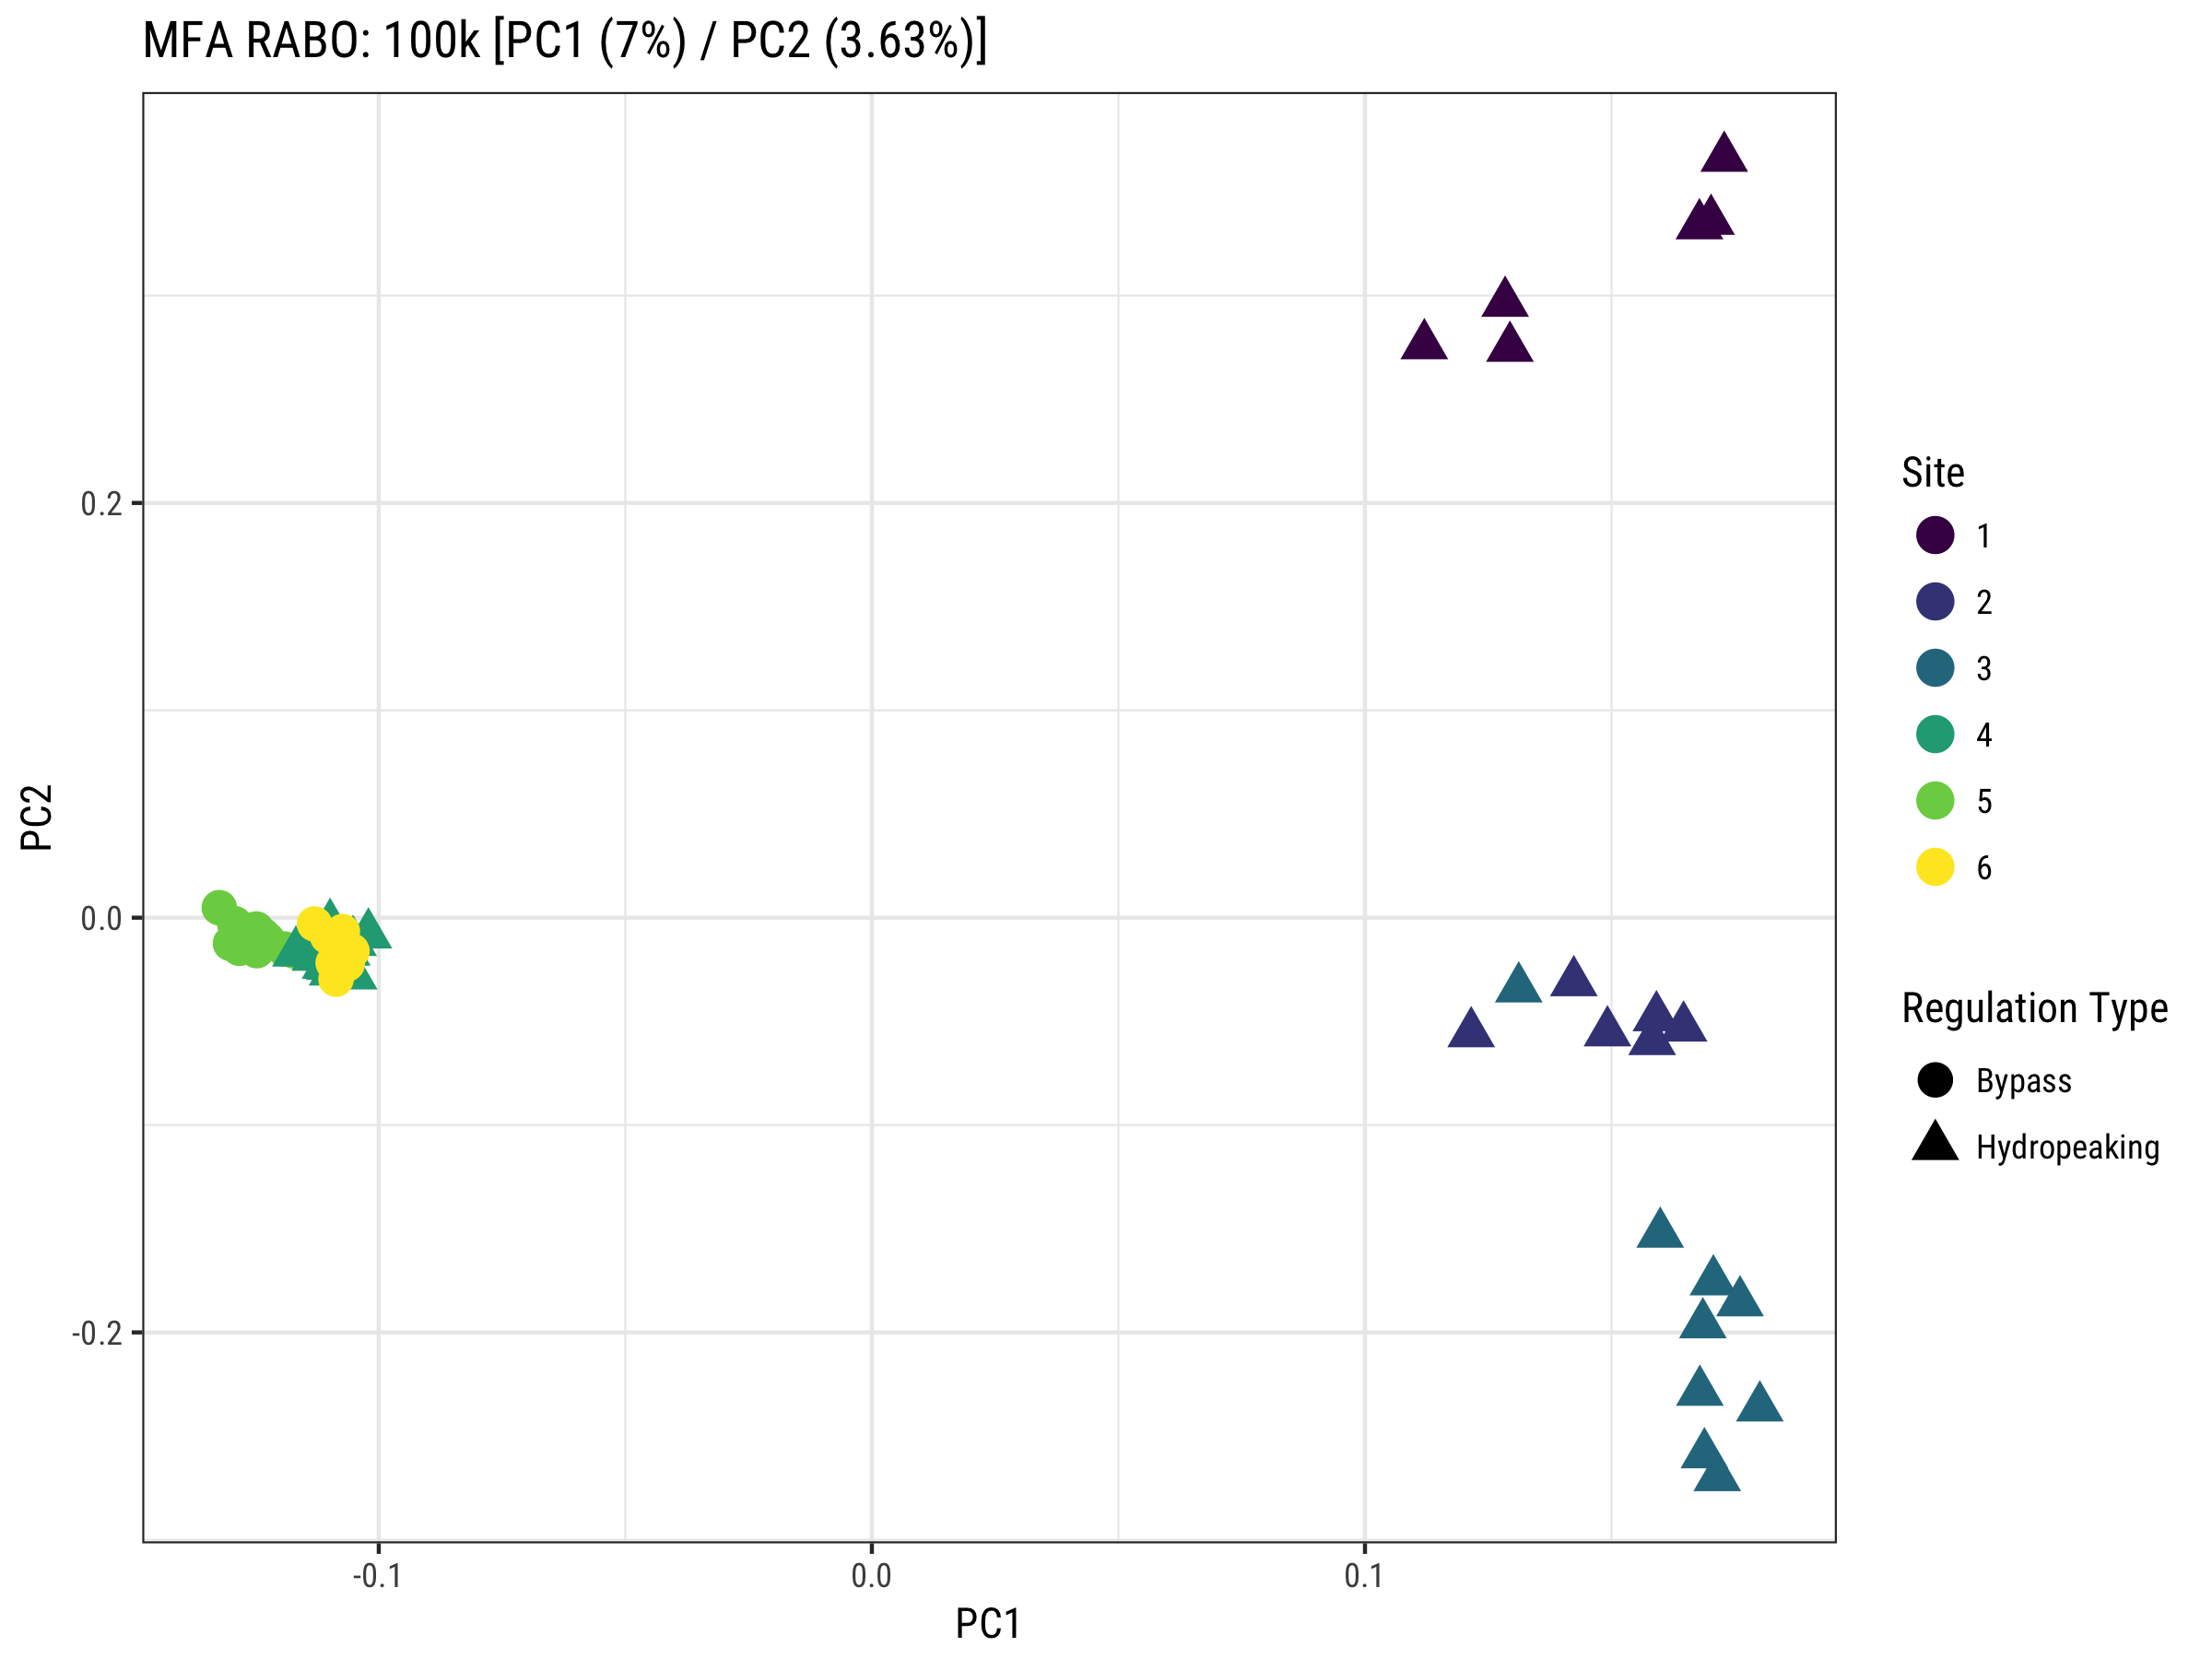 MFA RABO: 100k [PC1 (7%) / PC2 (3.63%)]
0.2
0.0
-0.2
PC2
-0.1
0.0
0.1
PC1
Site
1
2
3
4
5
6
Regulation Type
Bypass
Hydropeaking